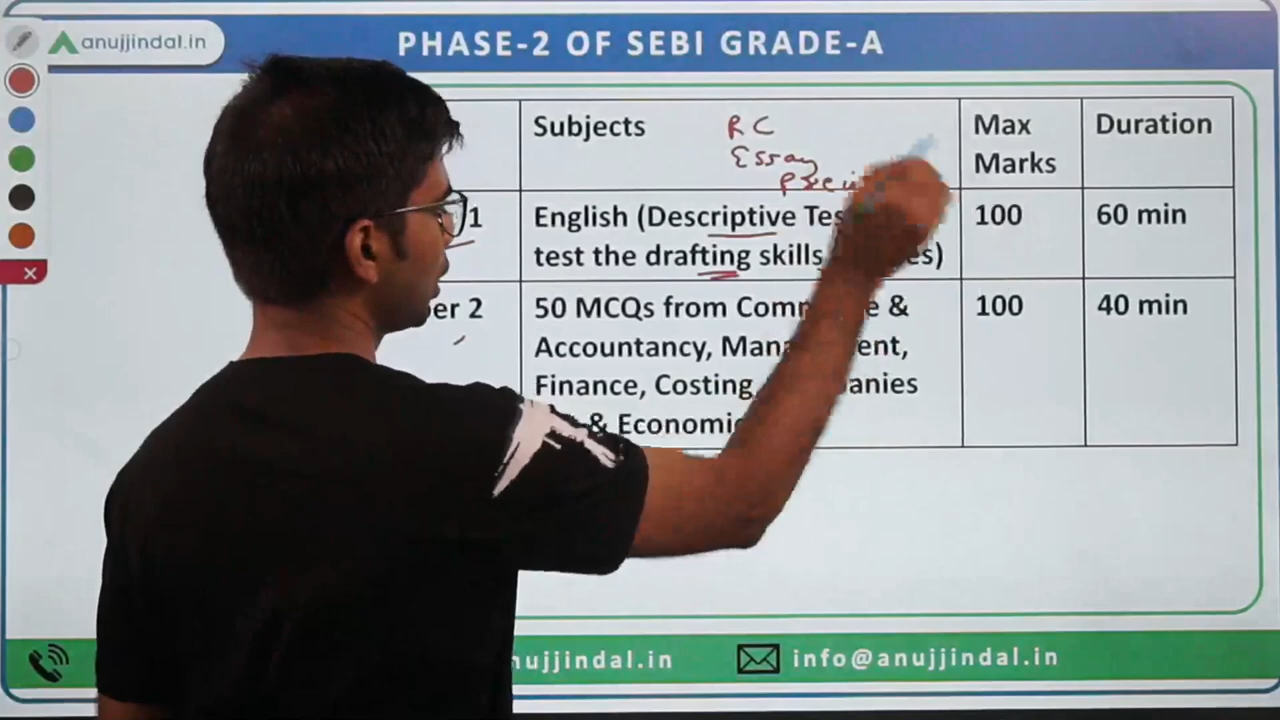 anujjindal.in
PHASE-2 OF SEBI GRADE-A
Subjects
Max
Marks
Duration
RC
Essay
1
English (Descriptive Tes
test the drafting skills es)
100
60 min
er 2
50 MCQs from Comm e &
Accountancy, Mana ent,
Finance, Costing, anies
& Economi
100
40 min
nujjindal.in
info@anujjindal.in